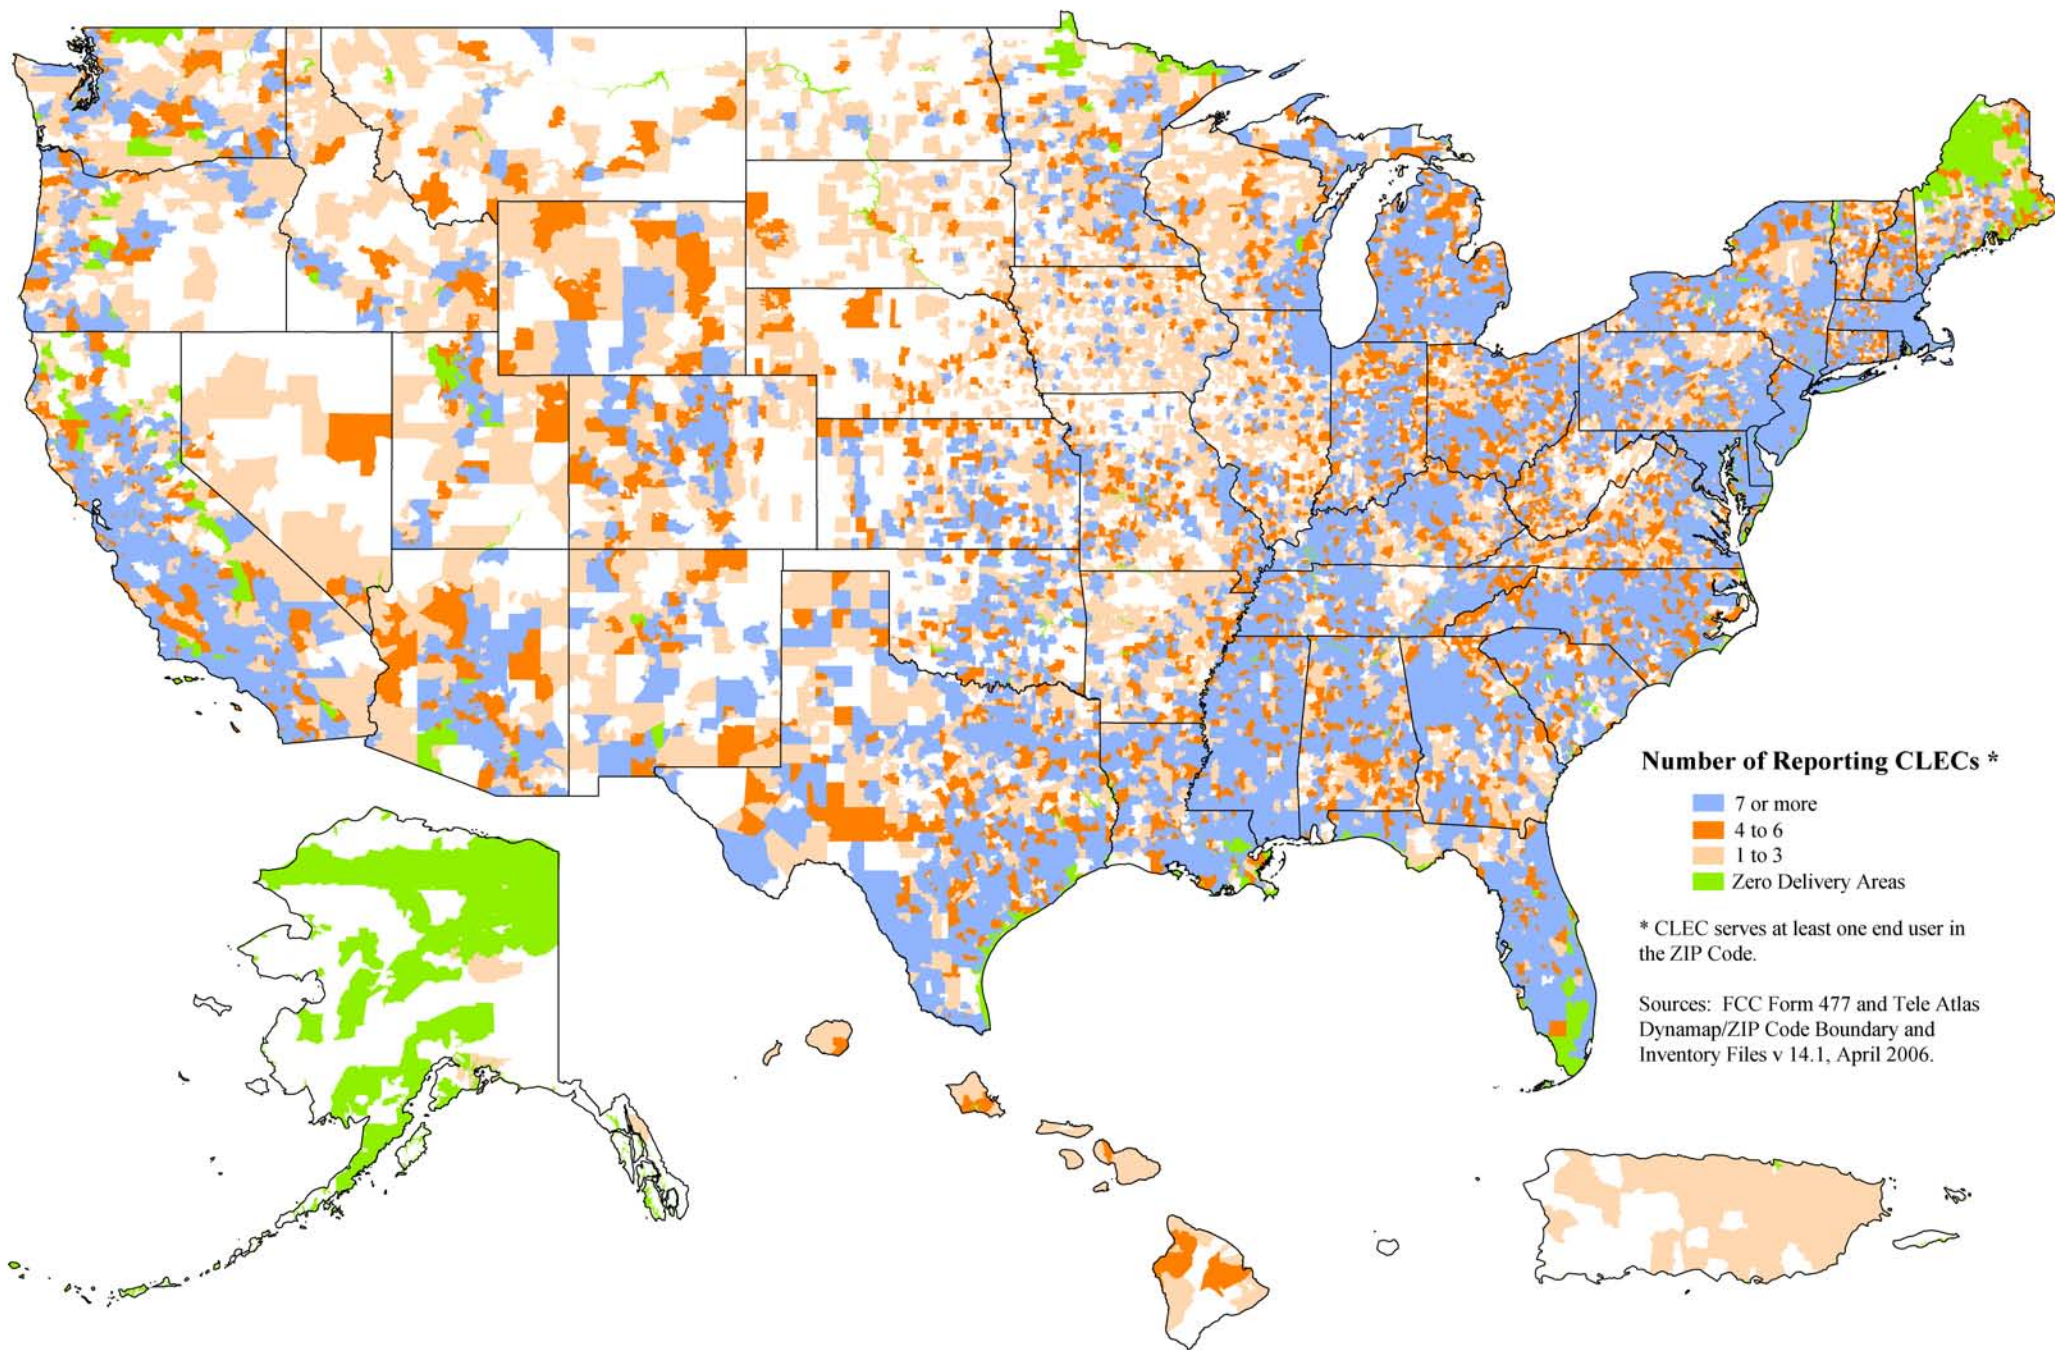 Number of Reporting CLECs *
7 or more
4 to 6
1 to 3
Zero Delivery Areas
* CLEC serves at least one end user in
the ZIP Code.
Sources:  FCC Form 477 and Tele Atlas
Dynamap/ZIP Code Boundary and
Inventory Files v 14.1, April 2006.